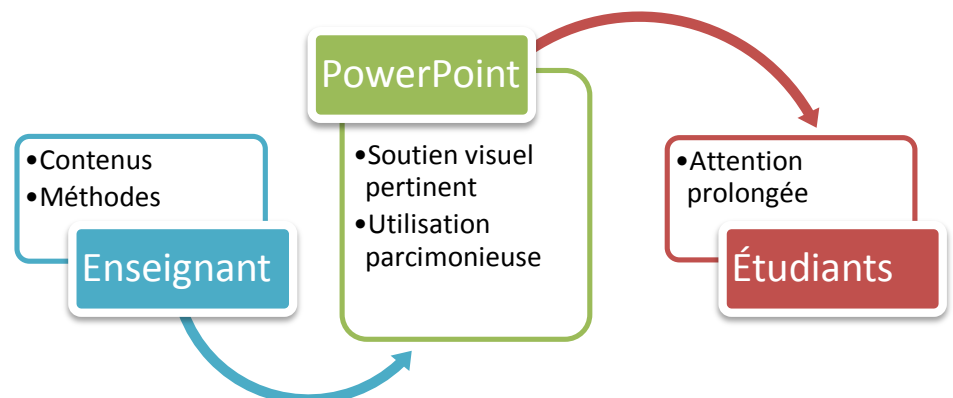 •Contenus
•Méthodes
Enseignant
PowerPoint
•Soutien visuel
pertinent
•Utilisation
parcimonieuse
•Attention
prolongée
Étudiants